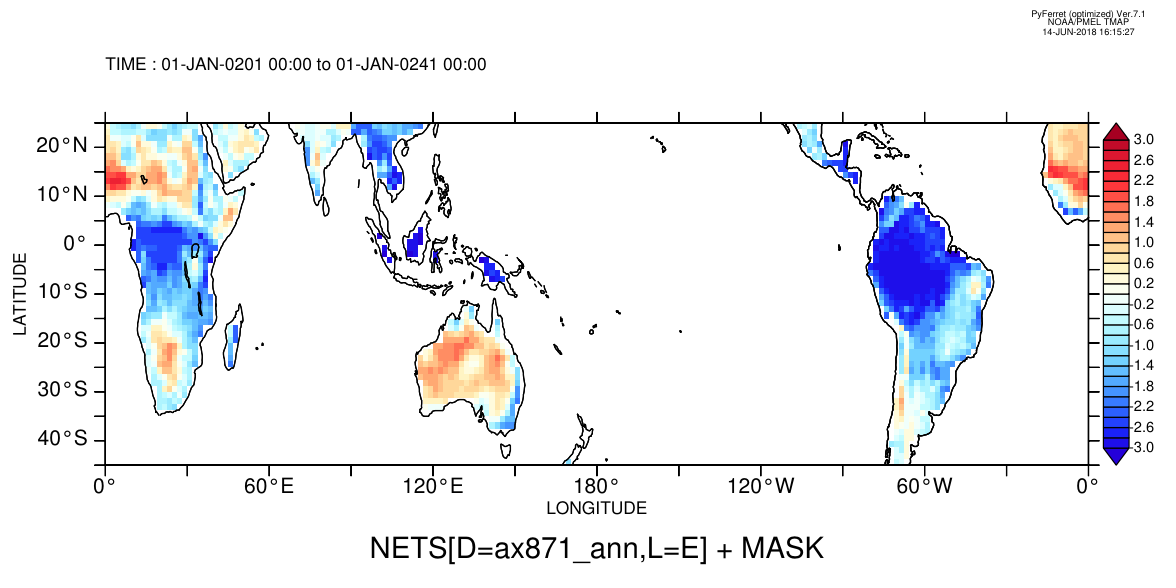 PyFerret (optimized) Ver.7.1
NOAA/PMEL TMAP
14-JUN-2018 16:15:27
TIME : 01-JAN-0201 00:00 to 01-JAN-0241 00:00
20°N
10°N
0°
10°S
20°S
30°S
40°S
LATITUDE
0°
60°E
120°E
180°
120°W
60°W
0°
LONGITUDE
3.0
2.6
2.2
1.8
1.4
1.0
0.6
0.2
-0.2
-0.6
-1.0
-1.4
-1.8
-2.2
-2.6
-3.0
NETS[D=ax871_ann,L=E] + MASK